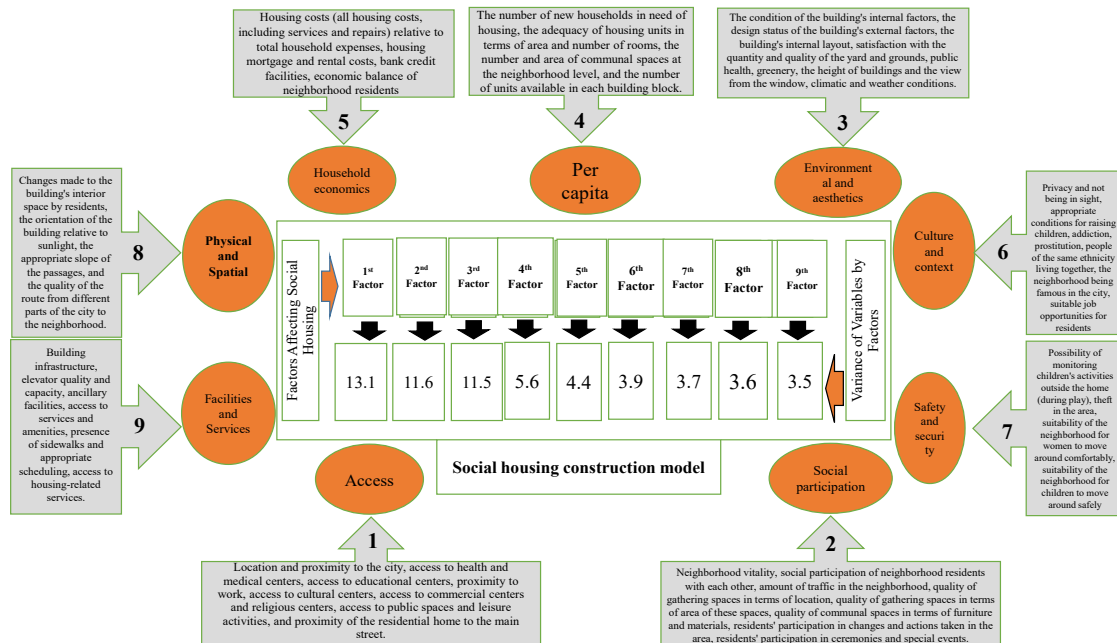 Housing costs (all housing costs,
including services and repairs) relative to
total household expenses, housing
mortgage and rental costs, bank credit
facilities, economic balance of
neighborhood residents
The number of new households in need of
housing, the adequacy of housing units in
terms of area and number of rooms, the
number and area of communal spaces at
the neighborhood level, and the number
of units available in each building block.
The condition of the building's internal factors, the
design status of the building's external factors, the
building's internal layout, satisfaction with the
quantity and quality of the yard and grounds, public
health, greenery, the height of buildings and the view
from the window, climatic and weather conditions.
5
4
3
Household
economics
Per
capita
Environment
al and
aesthetics
Changes made to the
building's interior
space by residents,
the orientation of the
building relative to
sunlight, the
appropriate slope of
the passages, and
the quality of the
route from different
parts of the city to
the neighborhood.
8
Physical
and
Spatial
Culture
and
context
6
Privacy and not
being in sight,
appropriate
conditions for raising
children, addiction,
prostitution, people
of the same ethnicity
living together, the
neighborhood being
famous in the city,
suitable job
opportunities for
residents
Factors Affecting Social
Housing
1st
Factor
2nd
Factor
3rd
Factor
4th
Factor
5th
Factor
6th
Factor
7th
Factor
8th
Factor
9th
Factor
Variance of Variables by
Factors
13.1
11.6
11.5
5.6
4.4
3.9
3.7
3.6
3.5
Building
infrastructure,
elevator quality and
capacity, ancillary
facilities, access to
services and
amenities, presence
of sidewalks and
appropriate
scheduling, access to
housing-related
services.
9
Facilities
and
Services
Safety
and
securi
ty
7
Possibility of
monitoring
children's activities
outside the home
(during play), theft
in the area,
suitability of the
neighborhood for
women to move
around comfortably,
suitability of the
neighborhood for
children to move
around safely
Social housing construction model
Access
Social
participation
1
2
Location and proximity to the city, access to health and
medical centers, access to educational centers, proximity to
work, access to cultural centers, access to commercial centers
and religious centers, access to public spaces and leisure
activities, and proximity of the residential home to the main
street.
Neighborhood vitality, social participation of neighborhood residents
with each other, amount of traffic in the neighborhood, quality of
gathering spaces in terms of location, quality of gathering spaces in terms
of area of these spaces, quality of communal spaces in terms of furniture
and materials, residents' participation in changes and actions taken in the
area, residents' participation in ceremonies and special events.